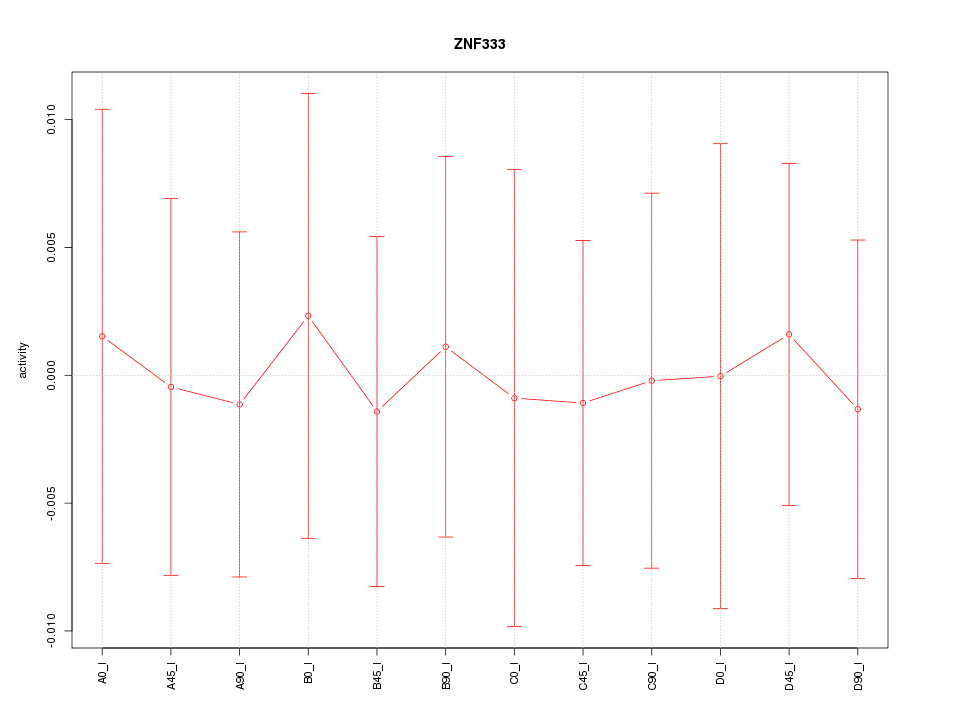 ZNF333
activity
0.010
0.005
0.000
-0.005
-0.010
A0_I
A45_I
A90_I
B0_I
B45_I
B90_I
C0_I
C45_I
C90_I
D0_I
D45_I
D90_I